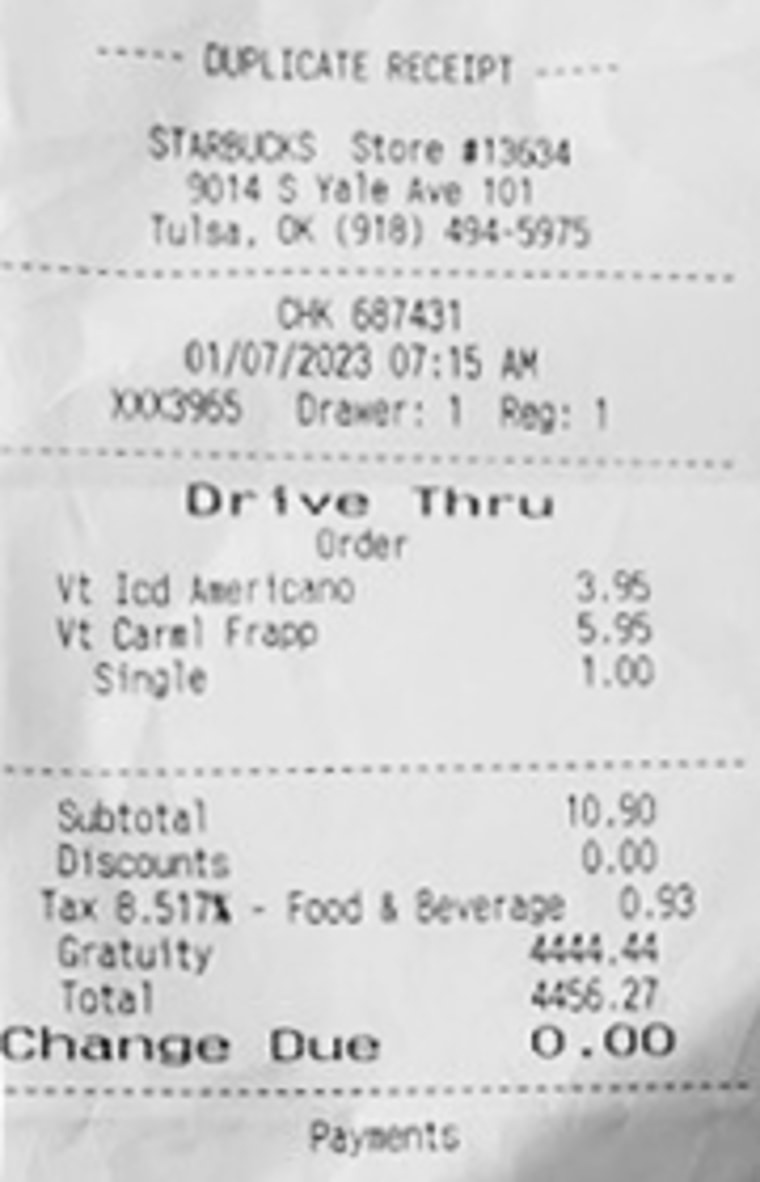 ----- DUPLICATE RECEIPT -----
STARBUCKS Store #13634
9014 S Yale Ave 101
Tulsa, OK (918) 494-5975
CHK 687431
01/07/2023 07:15 AM
XXX3965 Drawer: 1 Reg: 1
Drive Thru
Order
Vt Icd Americano 3.95
Vt Carml Frapp 5.95
Single 1.00
Subtotal 10.90
Discounts 0.00
Tax 8.517% - Food & Beverage 0.93
Gratuity 4444.44
Total 4456.27
Change Due 0.00
Payments